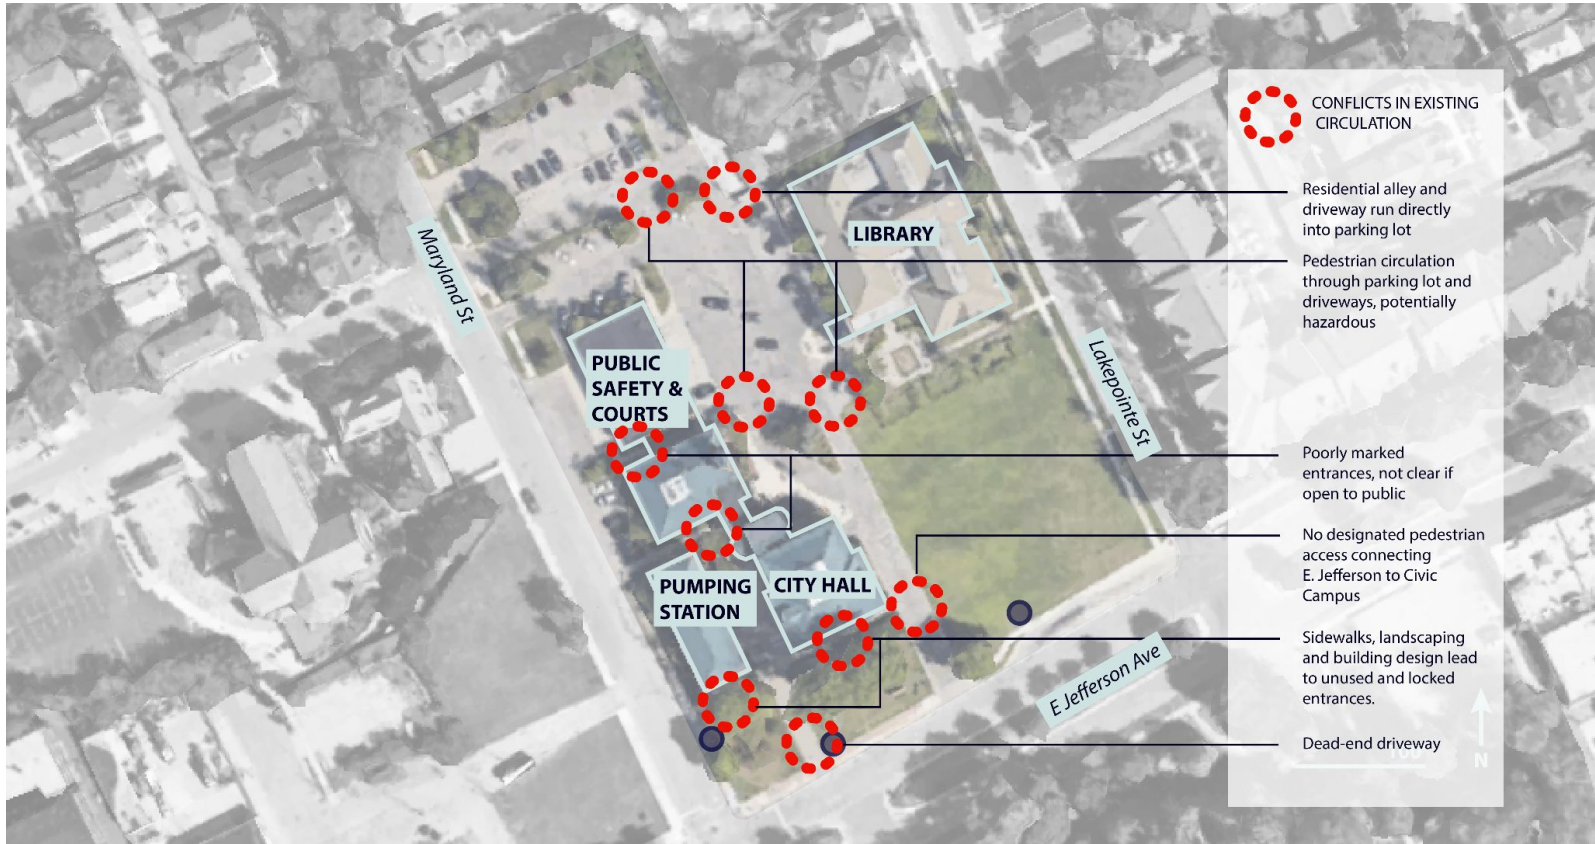 CONFLICTS IN EXISTING
CIRCULATION
Residential alley and
driveway run directly
into parking lot
Pedestrian circulation
through parking lot and
driveways, potentially
hazardous
Poorly marked
entrances, not clear if
open to public
No designated pedestrian
access connecting
E. Jefferson to Civic
Campus
Sidewalks, landscaping
and building design lead
to unused and locked
entrances.
Dead-end driveway
N
LIBRARY
Maryland St
PUBLIC
SAFETY &
COURTS
Lakepointe St
PUMPING
STATION
CITY HALL
E Jefferson Ave